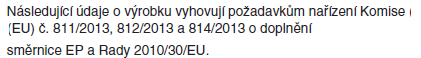 Následující údaje o výrobku vyhovují požadavkům nařízení Komise (
(EU) č. 811/2013, 812/2013 a 814/2013 o doplnění
směrnice EP a Rady 2010/30/EU.